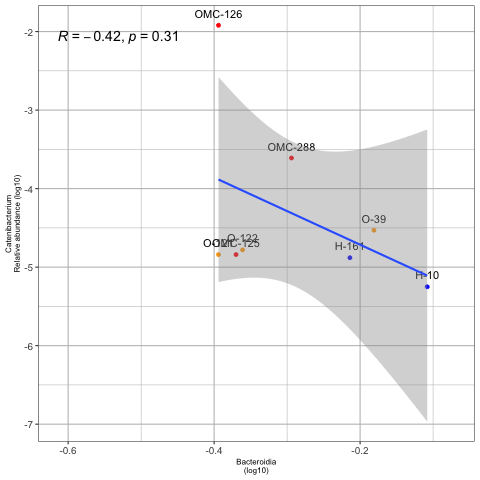 OMC-126
R = −0.42, p = 0.31
-2
-3
OMC-288
-4
O-39
O-122
OMC-125
H-161
-5
H-10
-6
-7
Catenibacterium
Relative abundance (log10)
-0.6
-0.4
-0.2
Bacteroidia
(log10)